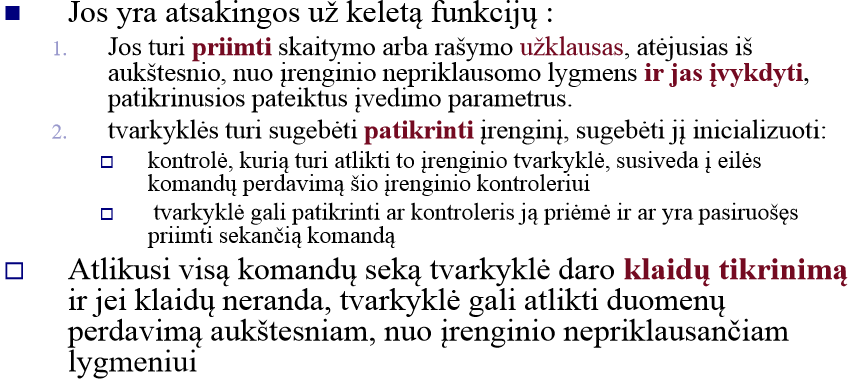 Jos yra atsakingos už keletą funkcijų :
1. Jos turi priimti skaitymo arba rašymo užklausas, atėjusias iš
aukštesnio, nuo įrenginio nepriklausomo lygmens ir jas įvykdyti,
patikrinusios pateiktus įvedimo parametrus.
2. tvarkyklės turi sugebėti patikrinti įrenginį, sugebėti jį inicializuoti:
kontrolė, kurią turi atlikti to įrenginio tvarkyklė, susiveda į eilės
komandų perdavimą šio įrenginio kontroleriui
tvarkyklė gali patikrinti ar kontroleris ją priėmė ir ar yra pasiruošęs
priimti sekančią komandą
Atlikusi visą komandų seką tvarkyklė daro klaidų tikrinimą
ir jei klaidų neranda, tvarkyklė gali atlikti duomenų
perdavimą aukštesniam, nuo įrenginio nepriklausančiam
lygmeniui